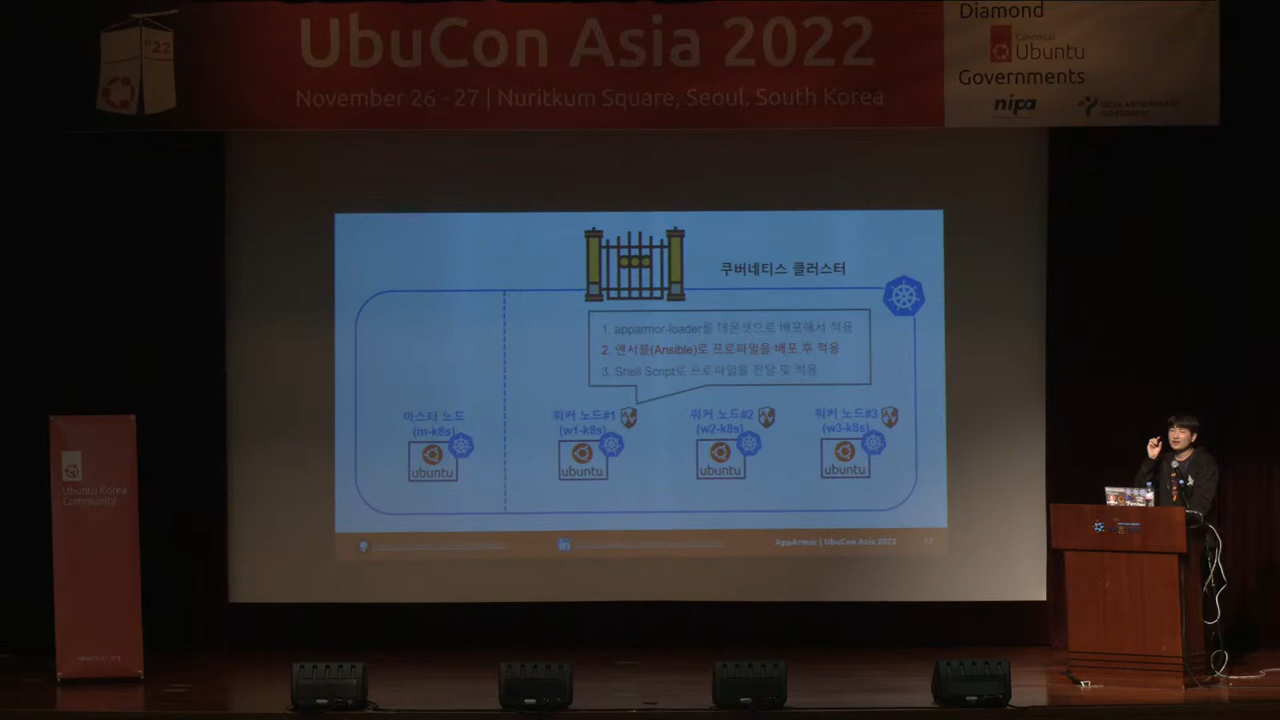 '22
UbuCon Asia 2022
November 26 - 27 | Nuritkum Square, Seoul, South Korea
Diamond
Canonical
Ubuntu
Governments
nipa
SEOUL METROPOLITAN
GOVERNMENT
쿠버네티스 클러스터
1. apparmor-loader를 데몬셋으로 배포해서 적용
2. 앤서블(Ansible)로 프로파일을 배포 후 적용
3. Shell Script로 프로파일을 전달 및 적용
마스터 노드
(m-k8s)
ubuntu
워커 노드#1
(w1-k8s)
ubuntu
워커 노드#2
(w2-k8s)
ubuntu
워커 노드#3
(w3-k8s)
ubuntu
in
AppArmor | UbuCon Asia 2022
Ubuntu Korea
Community